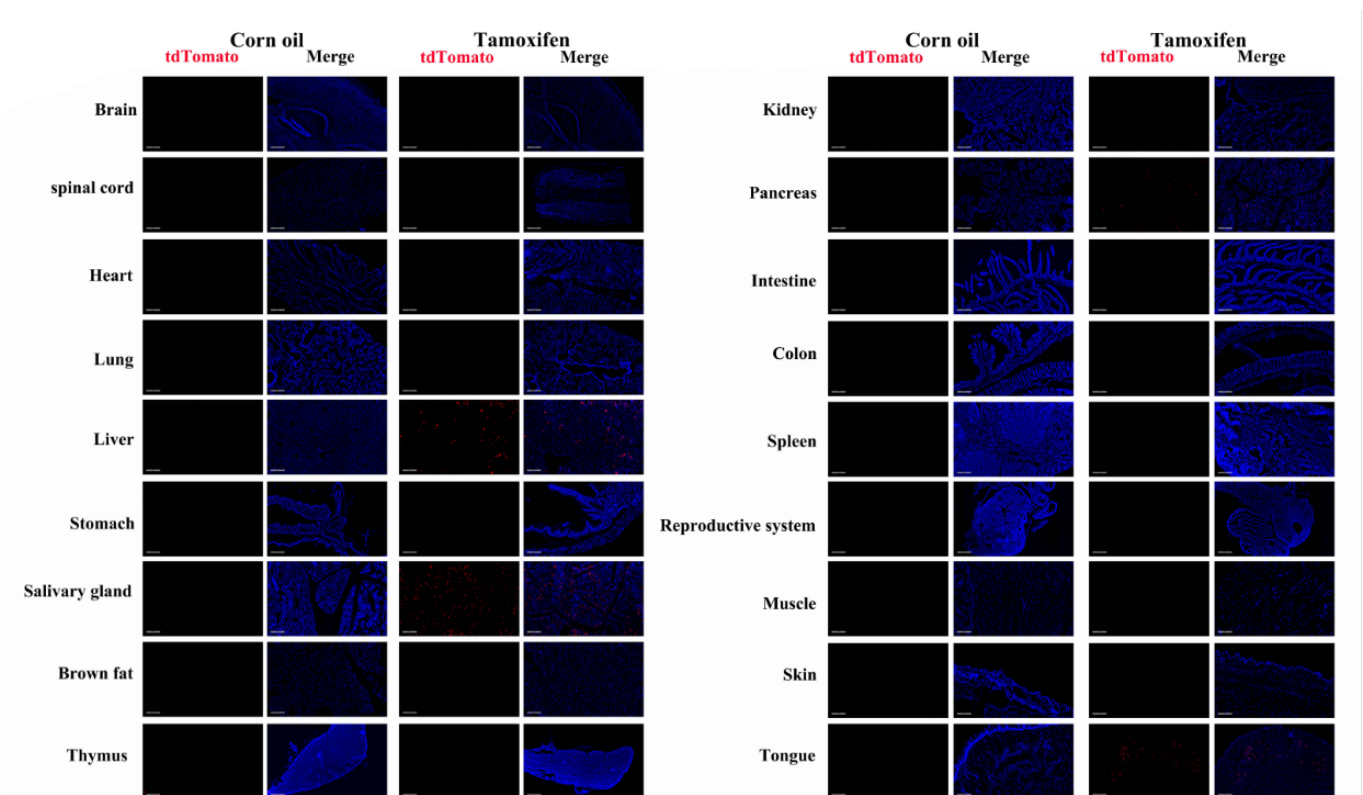 Corn oil Tamoxifen
tdTomato Merge tdTomato Merge
Brain
spinal cord
Heart
Lung
Liver
Stomach
Salivary gland
Brown fat
Thymus
Corn oil Tamoxifen
tdTomato Merge tdTomato Merge
Kidney
Pancreas
Intestine
Colon
Spleen
Reproductive system
Muscle
Skin
Tongue